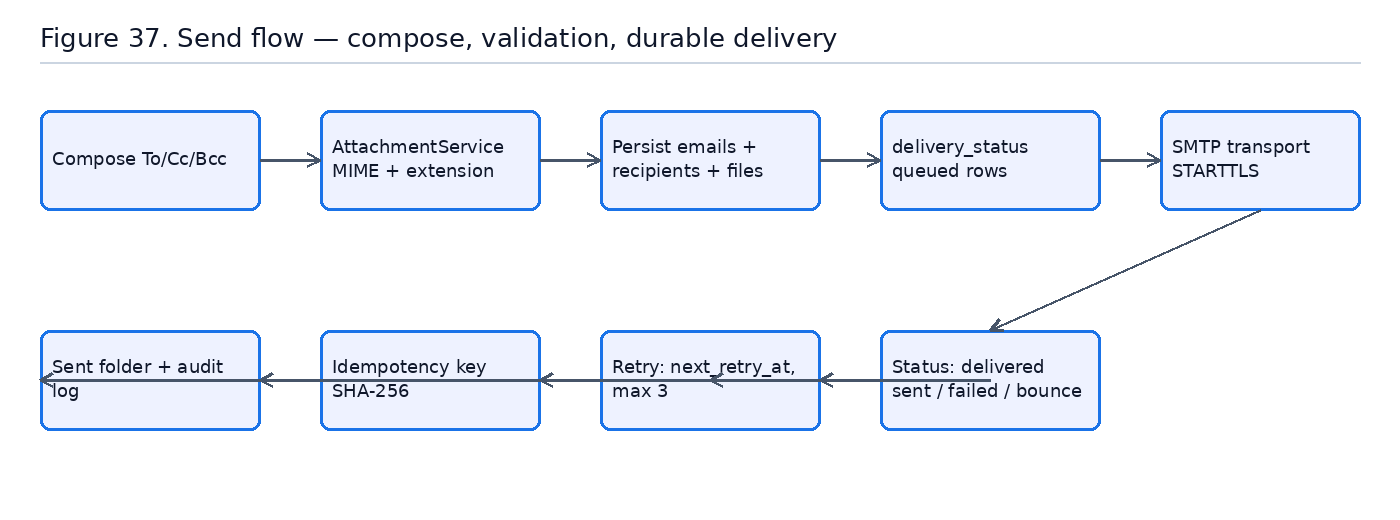 Figure 37. Send flow — compose, validation, durable delivery
Compose To/Cc/Bcc
AttachmentService
MIME + extension
Persist emails +
recipients + files
delivery_status
queued rows
SMTP transport
STARTTLS
Sent folder + audit
log
Idempotency key
SHA-256
Retry: next_retry_at,
max 3
Status: delivered
sent / failed / bounce